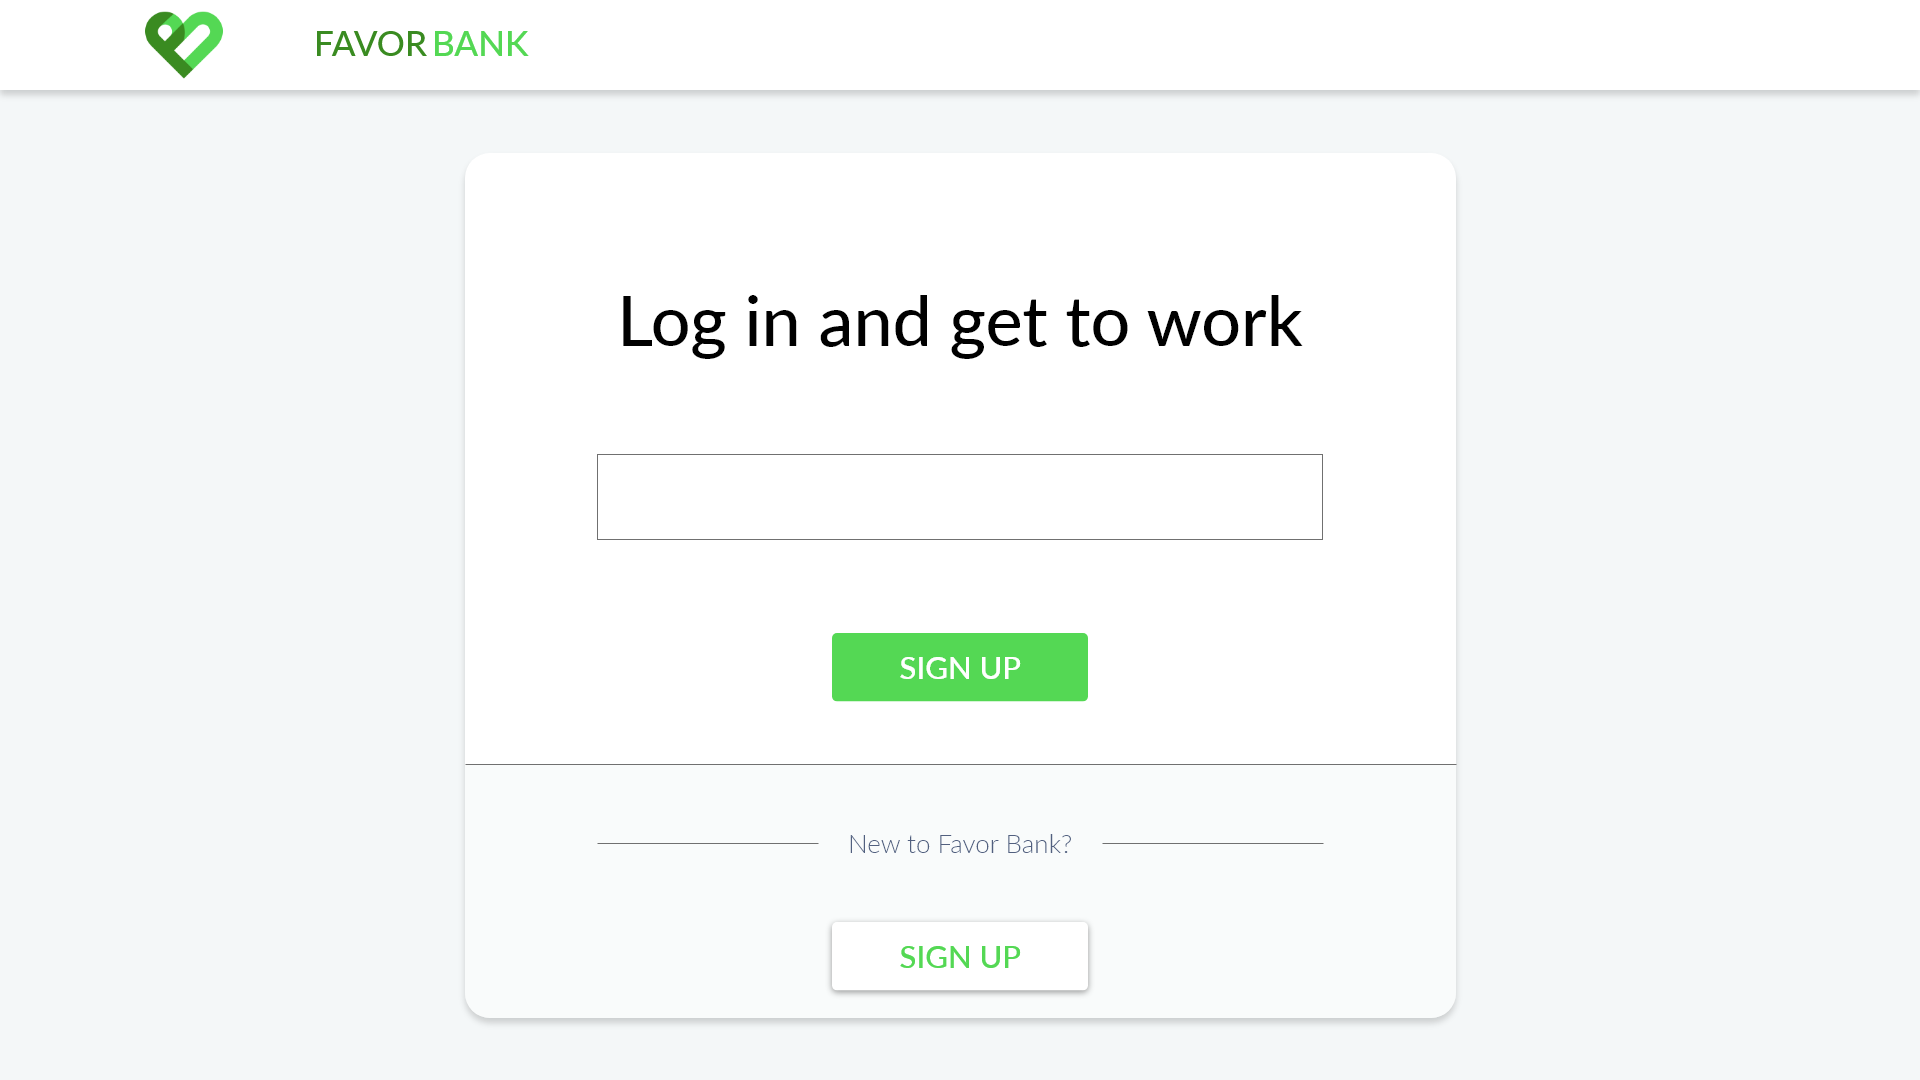 FAVOR BANK
Log in and get to work
SIGN UP
New to Favor Bank?
SIGN UP